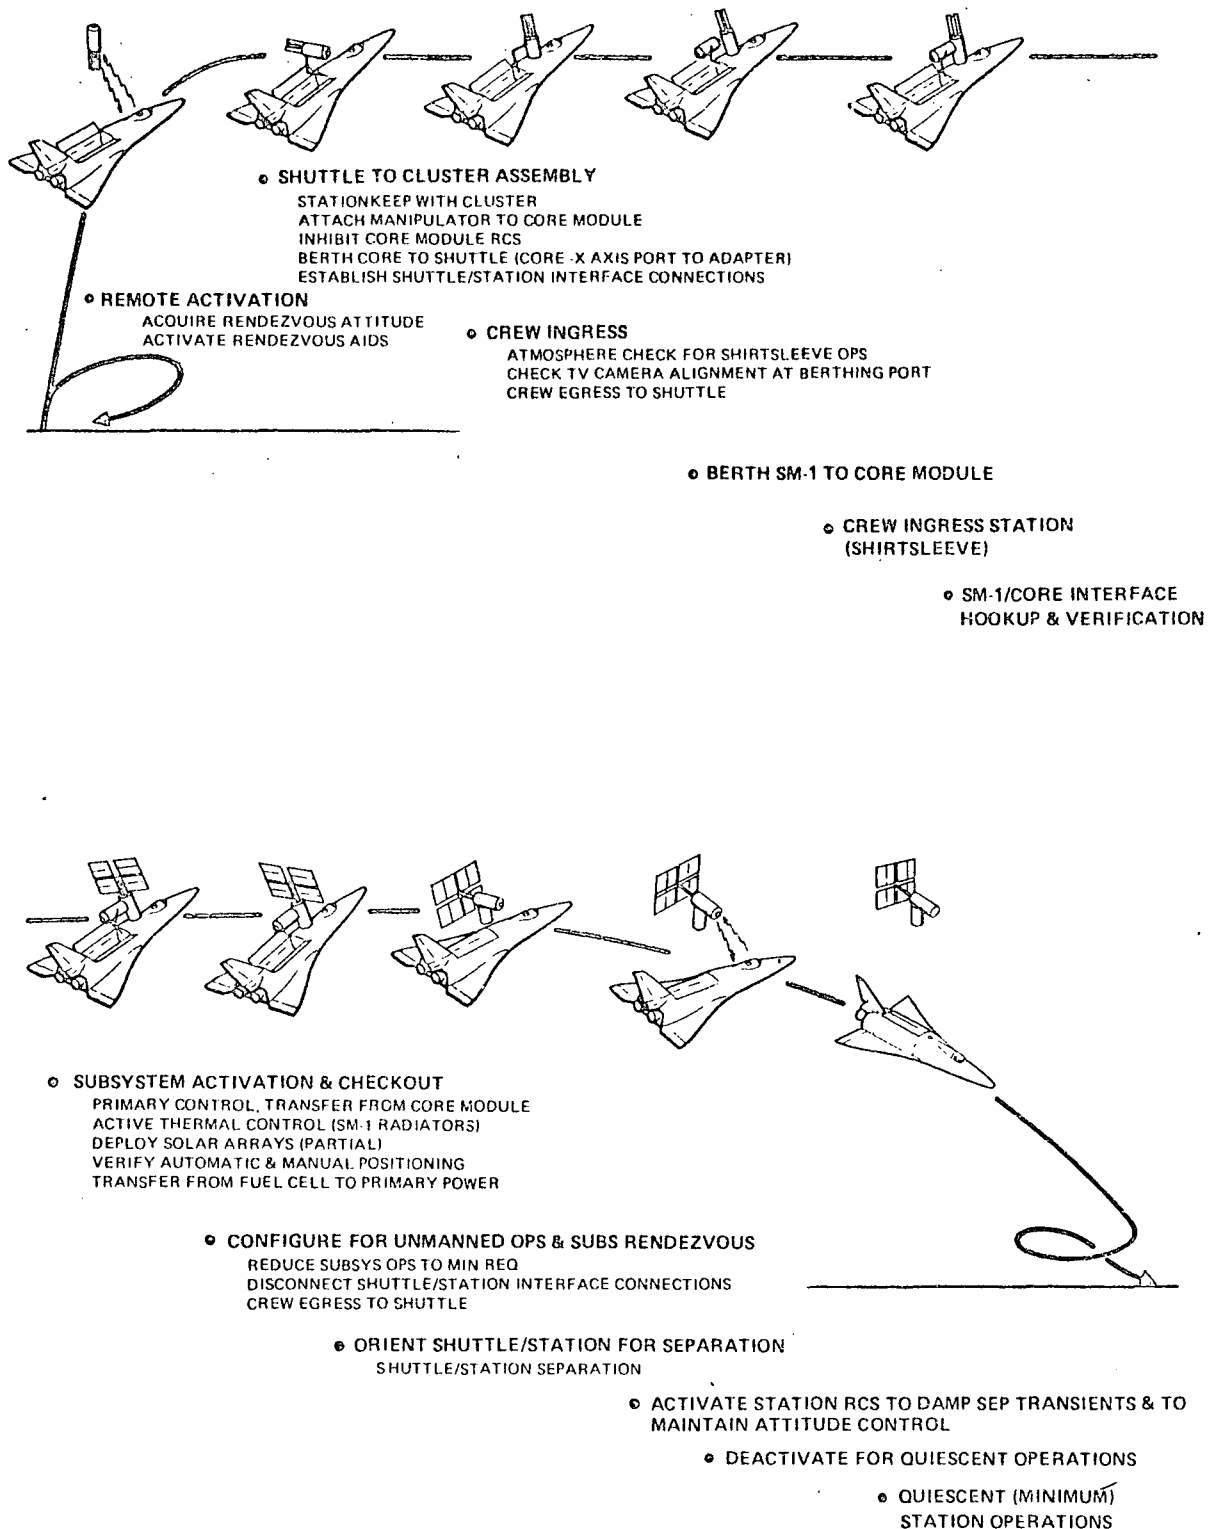 • SHUTTLE TO CLUSTER ASSEMBLY
STATIONKEEP WITH CLUSTER
ATTACH MANIPULATOR TO CORE MODULE
INHIBIT CORE MODULE RCS
BERTH CORE TO SHUTTLE (CORE -X AXIS PORT TO ADAPTER)
ESTABLISH SHUTTLE/STATION INTERFACE CONNECTIONS
• REMOTE ACTIVATION
ACQUIRE RENDEZVOUS ATTITUDE
ACTIVATE RENDEZVOUS AIDS
• CREW INGRESS
ATMOSPHERE CHECK FOR SHIRTSLEEVE OPS
CHECK TV CAMERA ALIGNMENT AT BERTHING PORT
CREW EGRESS TO SHUTTLE
• BERTH SM-1 TO CORE MODULE
• CREW INGRESS STATION
(SHIRTSLEEVE)
• SM-1/CORE INTERFACE
HOOKUP & VERIFICATION
• SUBSYSTEM ACTIVATION & CHECKOUT
PRIMARY CONTROL, TRANSFER FROM CORE MODULE
ACTIVE THERMAL CONTROL (SM-1 RADIATORS)
DEPLOY SOLAR ARRAYS (PARTIAL)
VERIFY AUTOMATIC & MANUAL POSITIONING
TRANSFER FROM FUEL CELL TO PRIMARY POWER
• CONFIGURE FOR UNMANNED OPS & SUBS RENDEZVOUS
REDUCE SUBSYS OPS TO MIN REQ
DISCONNECT SHUTTLE/STATION INTERFACE CONNECTIONS
CREW EGRESS TO SHUTTLE
• ORIENT SHUTTLE/STATION FOR SEPARATION
SHUTTLE/STATION SEPARATION
• ACTIVATE STATION RCS TO DAMP SEP TRANSIENTS & TO
MAINTAIN ATTITUDE CONTROL
• DEACTIVATE FOR QUIESCENT OPERATIONS
• QUIESCENT (MINIMUM)
STATION OPERATIONS